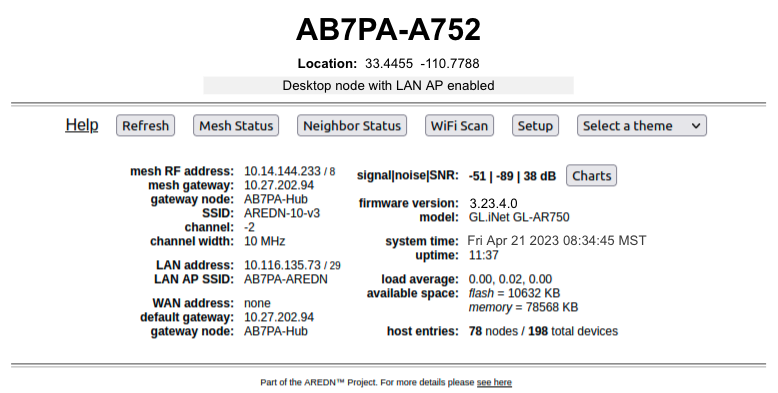 AB7PA-A752
Location: 33.4455 -110.7788
Desktop node with LAN AP enabled
Help Refresh Mesh Status Neighbor Status WiFi Scan Setup Select a theme
mesh RF address: 10.14.144.233 / 8
mesh gateway: 10.27.202.94
gateway node: AB7PA-Hub
SSID: AREDN-10-v3
channel: -2
channel width: 10 MHz
LAN address: 10.116.135.73 / 29
LAN AP SSID: AB7PA-AREDN
WAN address: none
default gateway: 10.27.202.94
gateway node: AB7PA-Hub
signal|noise|SNR: -51 | -89 | 38 dB Charts
firmware version: 3.23.4.0
model: GL.iNet GL-AR750
system time: Fri Apr 21 2023 08:34:45 MST
uptime: 11:37
load average: 0.00, 0.02, 0.00
available space: flash = 10632 KB
memory = 78568 KB
host entries: 78 nodes / 198 total devices
Part of the AREDN™ Project. For more details please see here